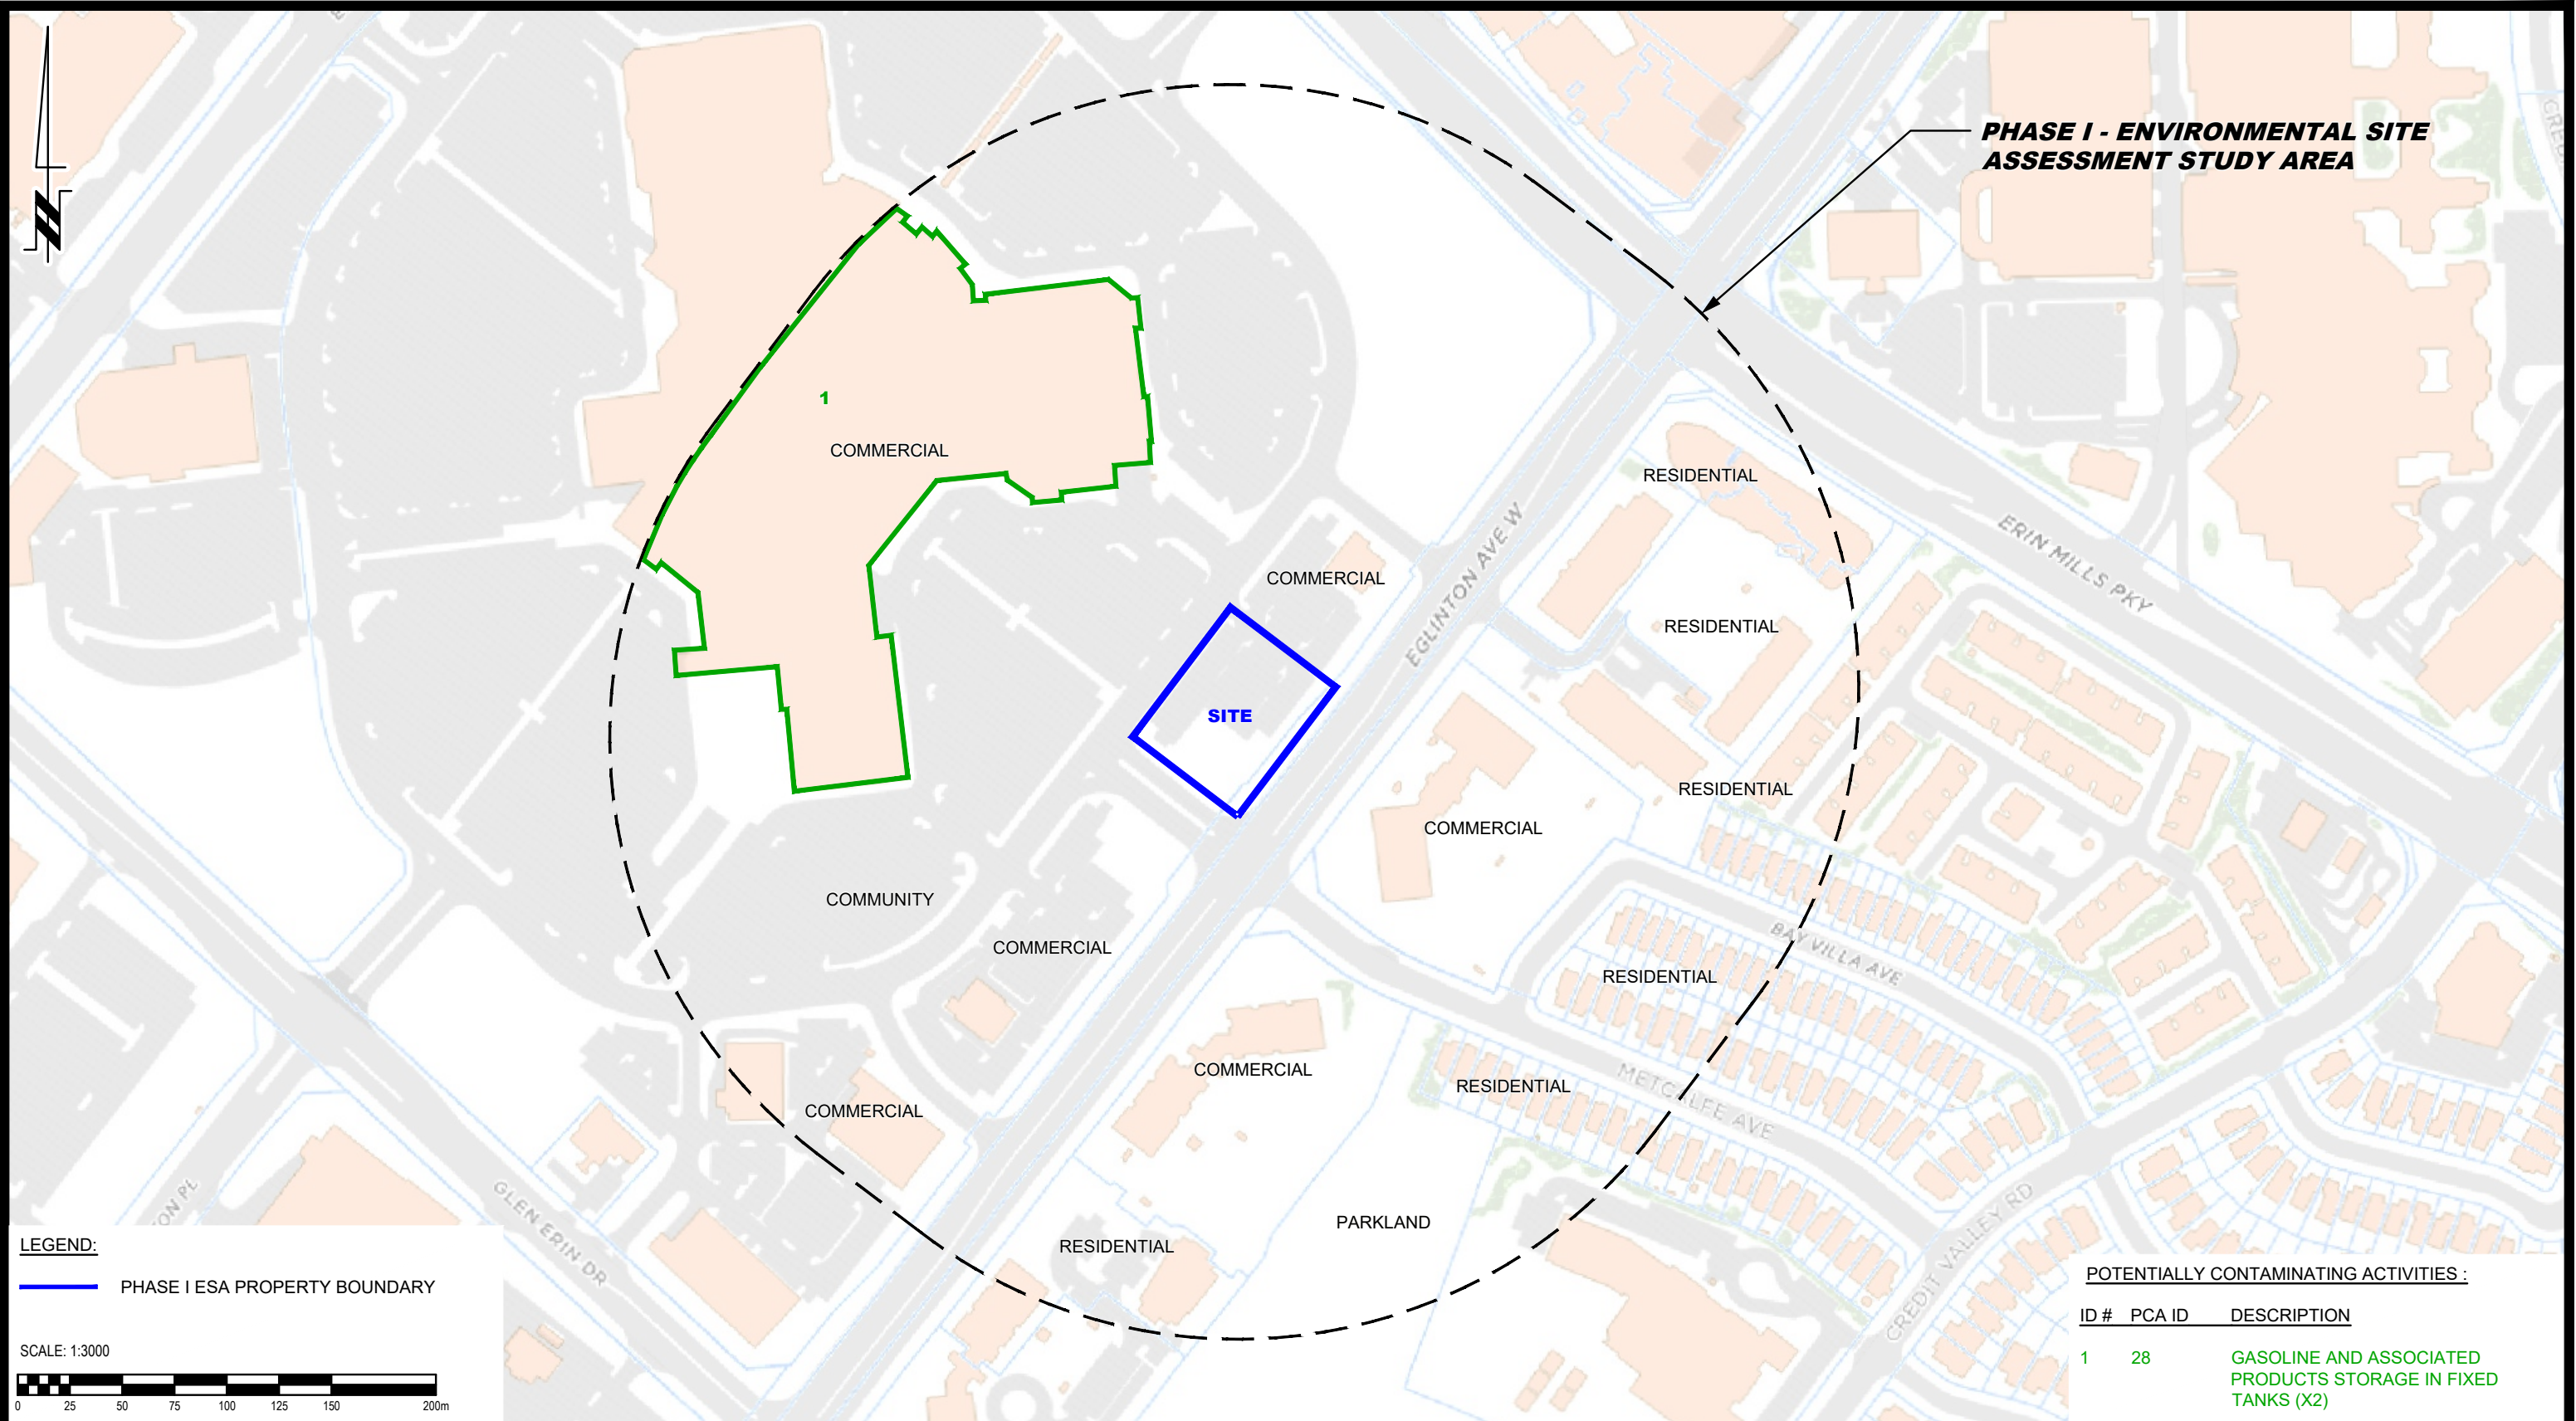 PHASE I - ENVIRONMENTAL SITE
ASSESSMENT STUDY AREA
1
COMMERCIAL
RESIDENTIAL
EGLINTON AVE W
ERIN MILLS PKY
COMMERCIAL
RESIDENTIAL
SITE
RESIDENTIAL
COMMERCIAL
COMMUNITY
COMMERCIAL
BAY VILLA AVE
RESIDENTIAL
COMMERCIAL
RESIDENTIAL
METCALFE AVE
COMMERCIAL
PARKLAND
RESIDENTIAL
GLEN ERIN DR
ON PL
CREDIT VALLEY RD
LEGEND:
PHASE I ESA PROPERTY BOUNDARY
SCALE: 1:3000
0 25 50 75 100 125 150 200m
POTENTIALLY CONTAMINATING ACTIVITIES :
ID # PCA ID DESCRIPTION
1 28 GASOLINE AND ASSOCIATED
PRODUCTS STORAGE IN FIXED
TANKS (X2)